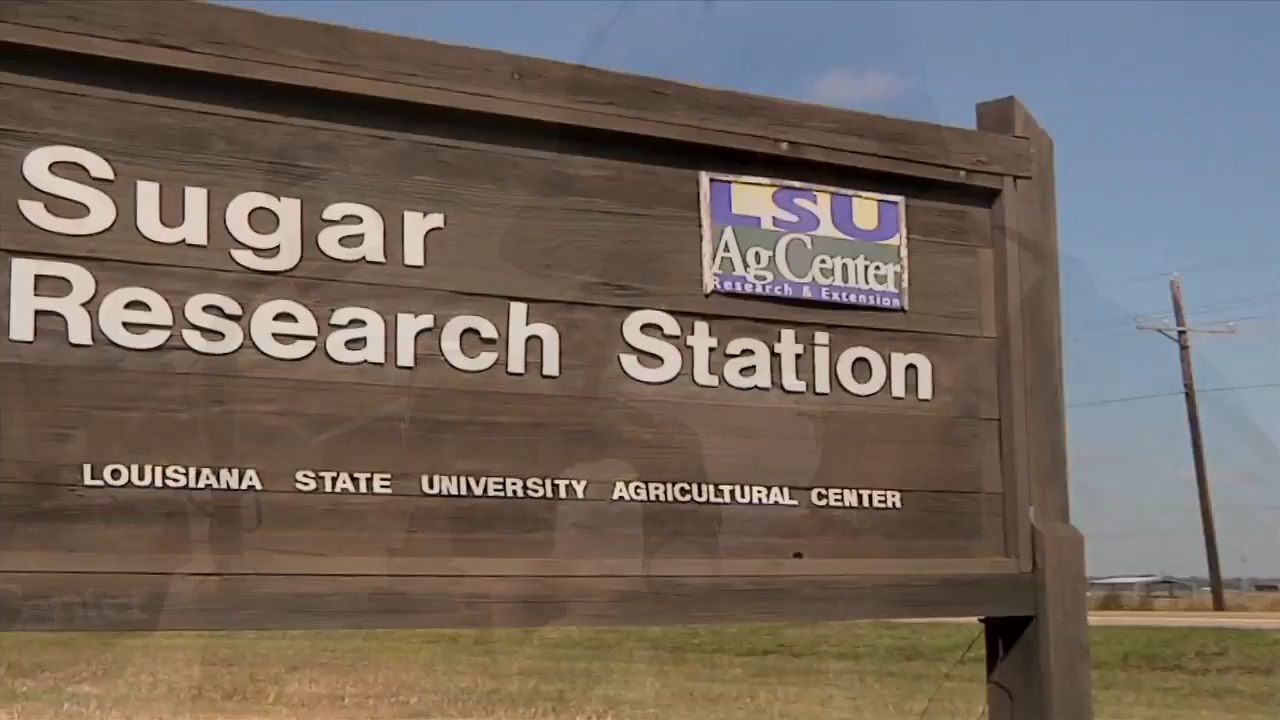 Sugar
Research Station
LSU
AgCenter
Research & Extension
LOUISIANA STATE UNIVERSITY AGRICULTURAL CENTER